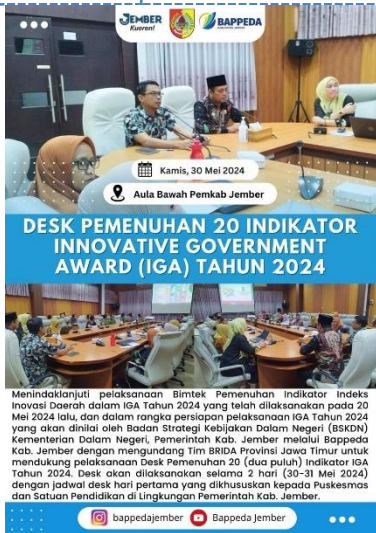 JEMBER
Kueren!
BAPPEDA
Kamis, 30 Mei 2024
Aula Bawah Pemkab Jember
DESK PEMENUHAN 20 INDIKATOR
INNOVATIVE GOVERNMENT
AWARD (IGA) TAHUN 2024
Menindaklanjuti pelaksanaan Bimtek Pemenuhan Indikator Indeks
Inovasi Daerah dalam IGA Tahun 2024 yang telah dilaksanakan pada 20
Mei 2024 lalu, dan dalam rangka persiapan pelaksanaan IGA Tahun 2024
yang akan dinilai oleh Badan Strategi Kebijakan Dalam Negeri (BSKDN)
Kementerian Dalam Negeri, Pemerintah Kab. Jember melalui Bappeda
Kab. Jember dengan mengundang Tim BRIDA Provinsi Jawa Timur untuk
mendukung pelaksanaan Desk Pemenuhan 20 (dua puluh) Indikator IGA
Tahun 2024. Desk akan dilaksanakan selama 2 hari (30-31 Mei 2024)
dengan jadwal desk hari pertama yang dikhususkan kepada Puskesmas
dan Satuan Pendidikan di Lingkungan Pemerintah Kab. Jember.
bappedajember
Bappeda Jember